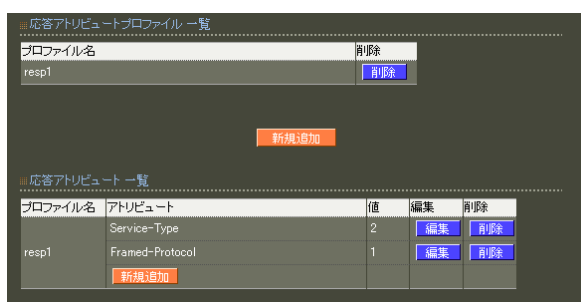 応答アトリビュートプロファイル 一覧
プロファイル名 削除
resp1 削除
新規追加
応答アトリビュート 一覧
プロファイル名 アトリビュート 値 編集 削除
Service-Type 2 編集 削除
resp1 Framed-Protocol 1 編集 削除
新規追加